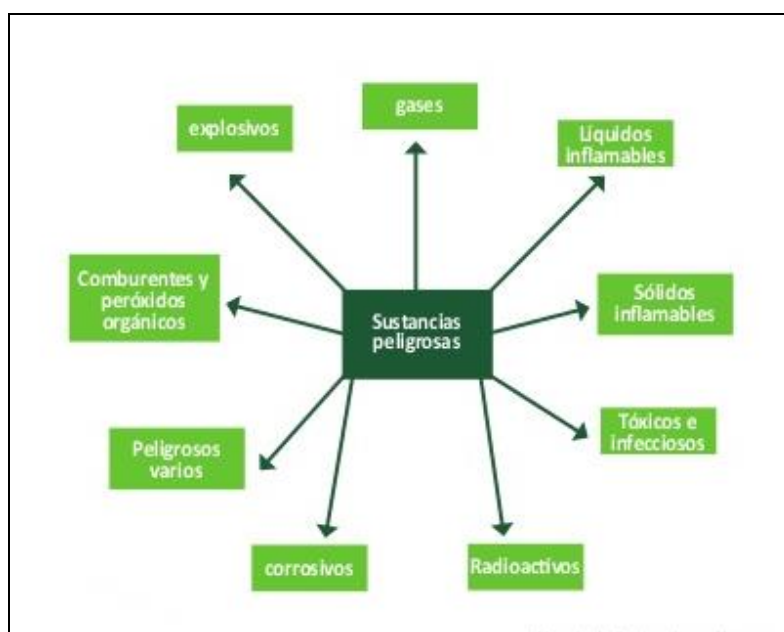 gases
explosivos
Líquidos
inflamables
Comburentes y
peróxidos
orgánicos
Sustancias
peligrosas
Sólidos
inflamables
Tóxicos e
infecciosos
Peligrosos
varios
corrosivos
Radioactivos